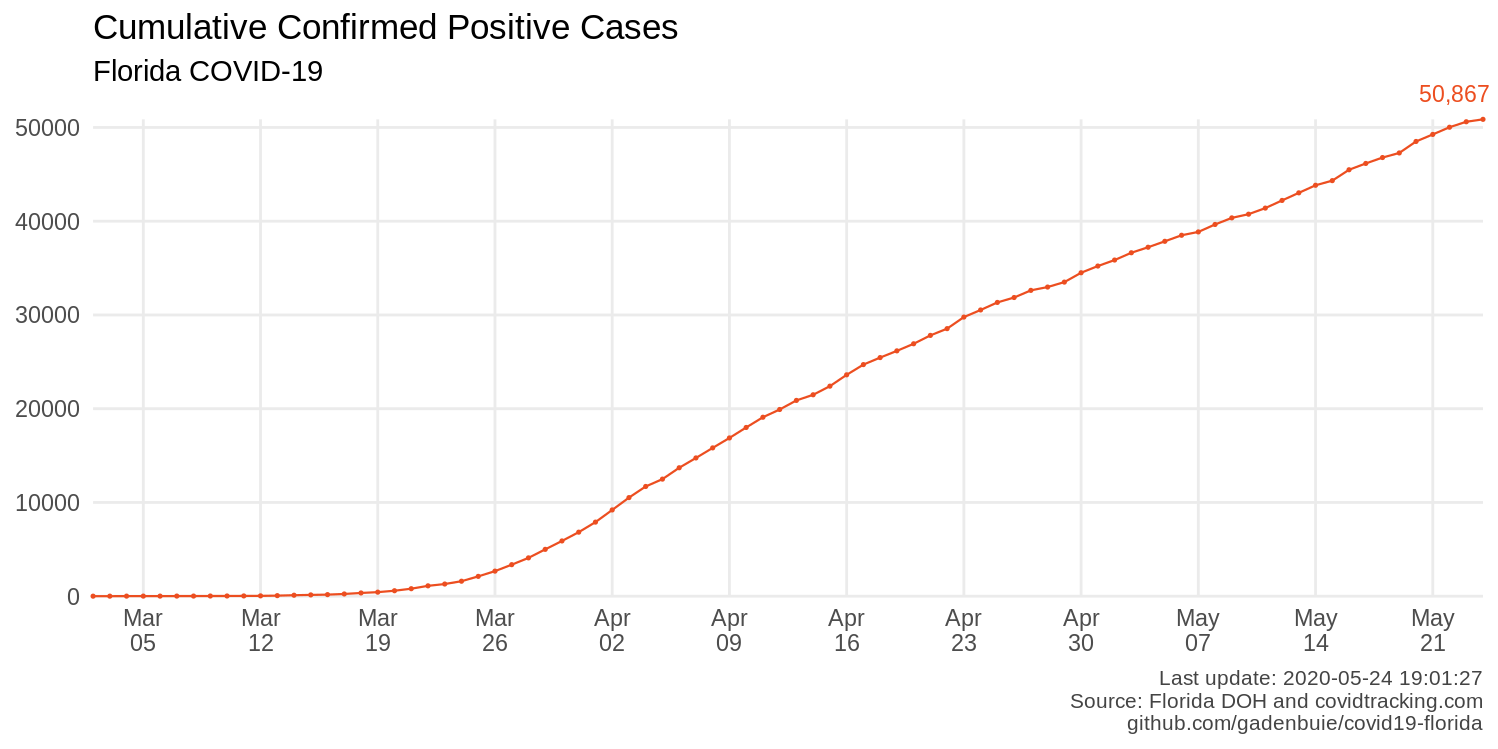 Cumulative Confirmed Positive Cases
Florida COVID-19
50,867
50000
40000
30000
20000
10000
0
Mar Mar Mar Mar Apr Apr Apr Apr Apr May May May
05 12 19 26 02 09 16 23 30 07 14 21
Last update: 2020-05-24 19:01:27
Source: Florida DOH and covidtracking.com
github.com/gadenbuie/covid19-florida